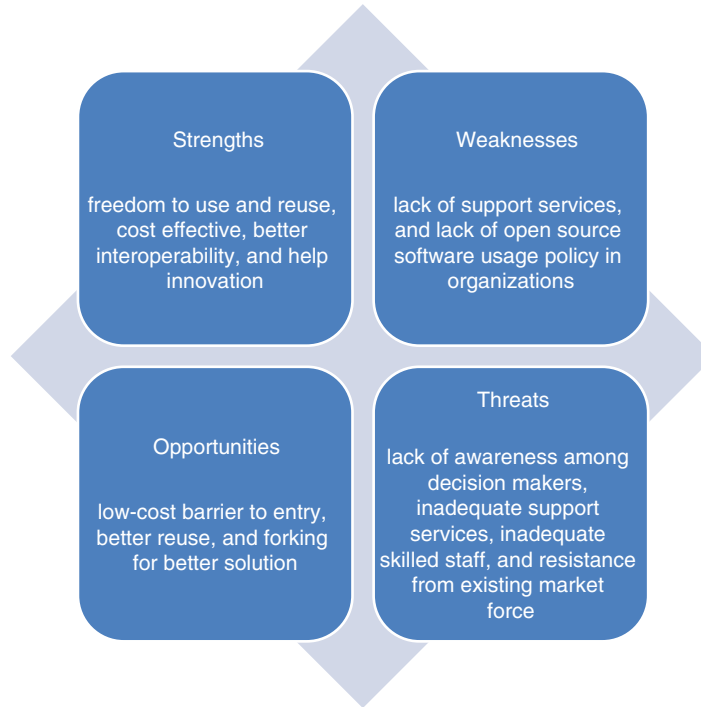 Strengths
freedom to use and reuse,
cost effective, better
interoperability, and help
innovation
Weaknesses
lack of support services,
and lack of open source
software usage policy in
organizations
Opportunities
low-cost barrier to entry,
better reuse, and forking
for better solution
Threats
lack of awareness among
decision makers,
inadequate support
services, inadequate
skilled staff, and resistance
from existing market
force